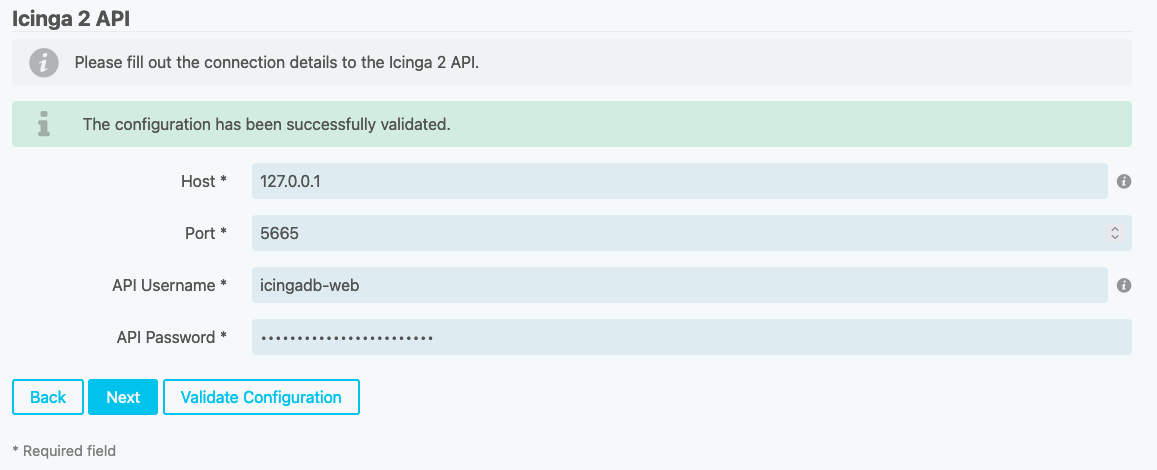 Icinga 2 API
Please fill out the connection details to the Icinga 2 API.
The configuration has been successfully validated.
Host * 127.0.0.1
Port * 5665
API Username * icingadb-web
API Password * ••••••••••••••••••••••••
Back Next Validate Configuration
* Required field